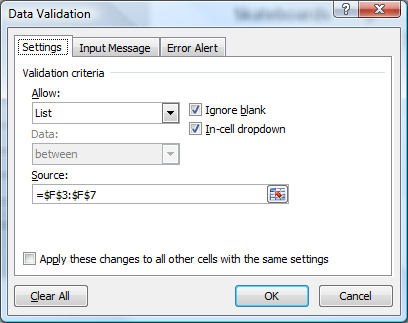 Data Validation
Settings
Input Message
Error Alert
Validation criteria
Allow:
List
Ignore blank
Data:
In-cell dropdown
between
Source:
=$F$3:$F$7
Apply these changes to all other cells with the same settings
Clear All
OK
Cancel